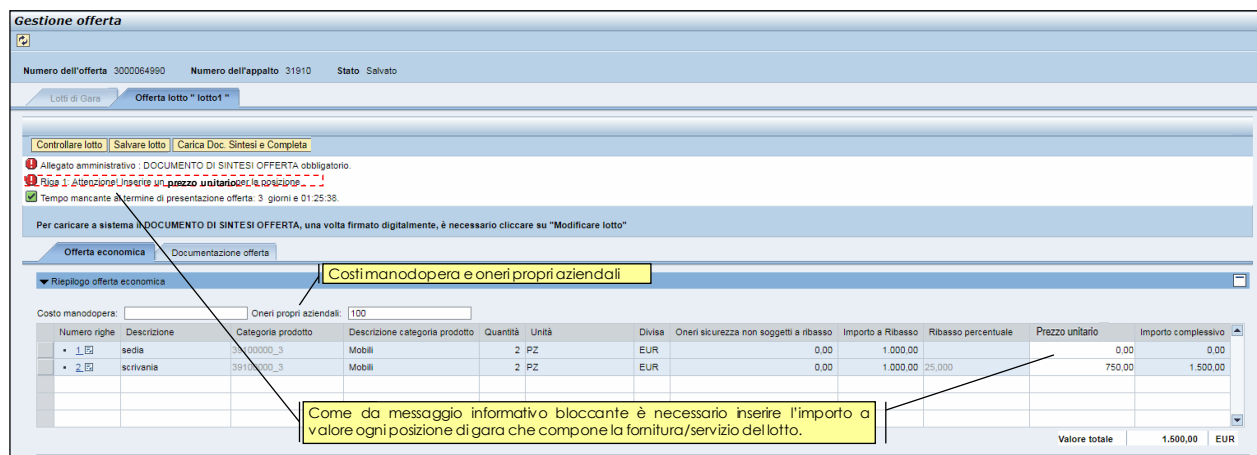 Gestione offerta
Numero dell'offerta 3000064990 Numero dell'appalto 31910 Stato Salvato
Lotti di Gara Offerta lotto " lotto1 "
Controllare lotto Salvare lotto Carica Doc. Sintesi e Completa
Allegato amministrativo : DOCUMENTO DI SINTESI OFFERTA obbligatorio.
Riga 1: Attenzione! Inserire un prezzo unitario per la posizione
Tempo mancante al termine di presentazione offerta: 3 giorni e 01:25:38.
Per caricare a sistema il DOCUMENTO DI SINTESI OFFERTA, una volta firmato digitalmente, è necessario cliccare su "Modificare lotto"
Offerta economica Documentazione offerta
Costi manodopera e oneri propri aziendali
Riepilogo offerta economica
Costo manodopera: Oneri propri aziendali: 100
Numero righe Descrizione Categoria prodotto Descrizione categoria prodotto Quantità Unità Divisa Oneri sicurezza non soggetti a ribasso Importo a Ribasso Ribasso percentuale Prezzo unitario Importo complessivo
1 sedia 39100000_3 Mobili 2 PZ EUR 0,00 1.000,00 0,00 0,00
2 scrivania 39100000_3 Mobili 2 PZ EUR 0,00 1.000,00 25,000 750,00 1.500,00
Come da messaggio informativo bloccante è necessario inserire l'importo a
valore ogni posizione di gara che compone la fornitura/servizio del lotto.
Valore totale 1.500,00 EUR